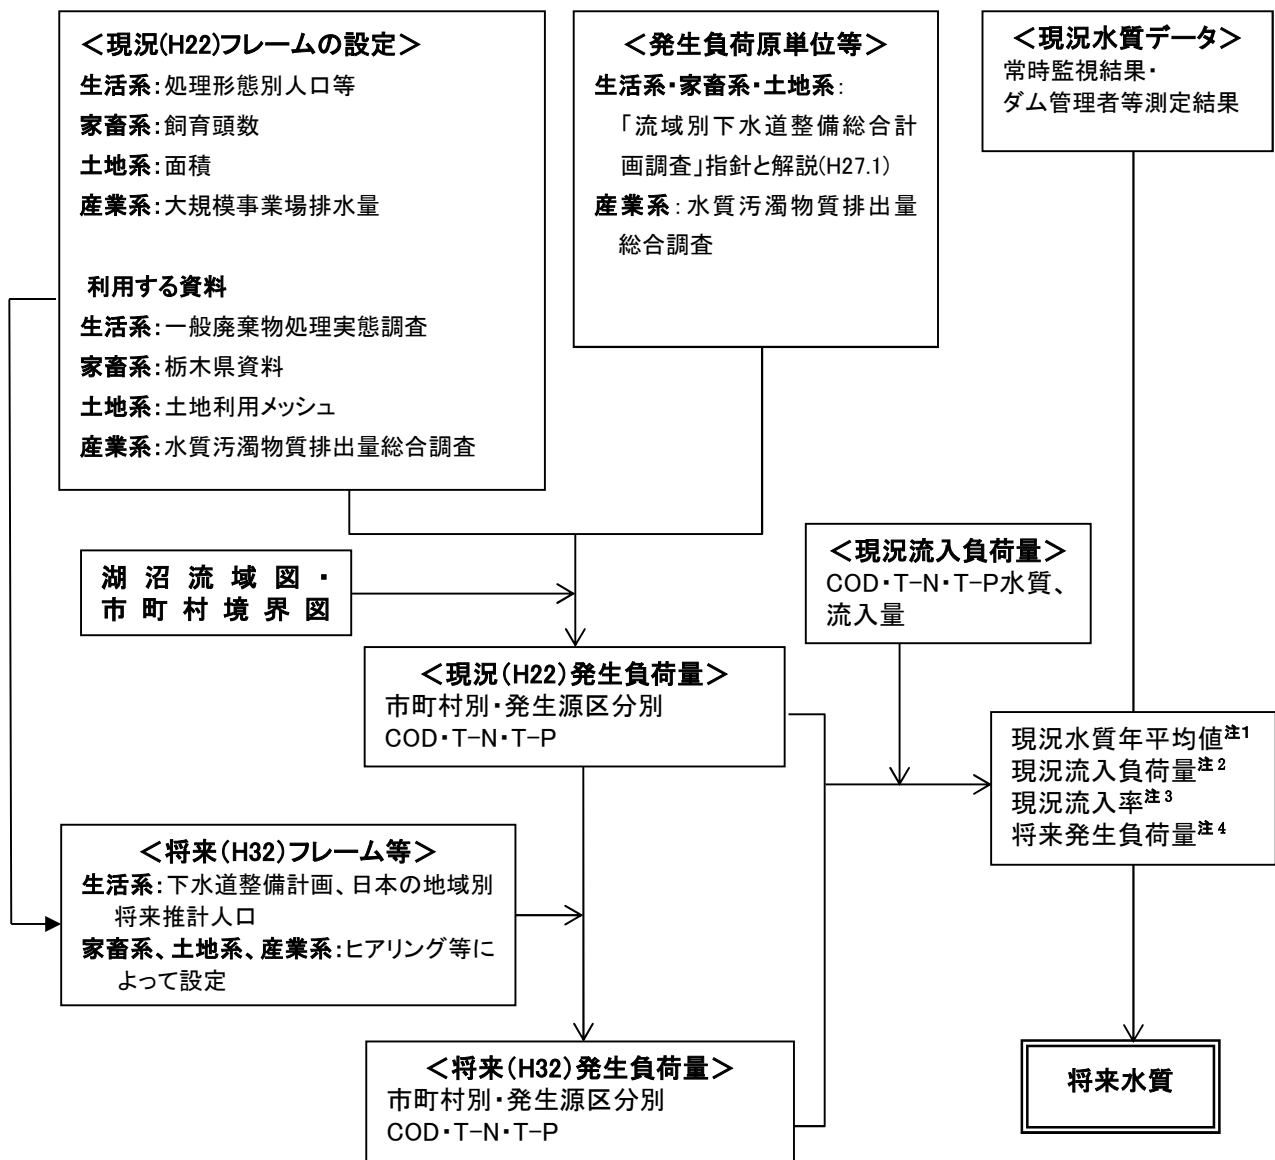 ＜現況(H22)フレームの設定＞
生活系：処理形態別人口等
家畜系：飼育頭数
土地系：面積
産業系：大規模事業場排水量
利用する資料
生活系：一般廃棄物処理実態調査
家畜系：栃木県資料
土地系：土地利用メッシュ
産業系：水質汚濁物質排出量総合調査
＜発生負荷原単位等＞
生活系・家畜系・土地系：
「流域別下水道整備総合計
画調査」指針と解説(H27.1)
産業系：水質汚濁物質排出量
総合調査
＜現況水質データ＞
常時監視結果・
ダム管理者等測定結果
湖沼流域図・
市町村境界図
＜現況流入負荷量＞
COD・T-N・T-P水質、
流入量
＜現況（H22）発生負荷量＞
市町村別・発生源区分別
COD・T-N・T-P
現況水質年平均値注1
現況流入負荷量注2
現況流入率注3
将来発生負荷量注4
＜将来（H32）フレーム等＞
生活系：下水道整備計画、日本の地域別
将来推計人口
家畜系、土地系、産業系：ヒアリング等に
よって設定
＜将来（H32）発生負荷量＞
市町村別・発生源区分別
COD・T-N・T-P
将来水質